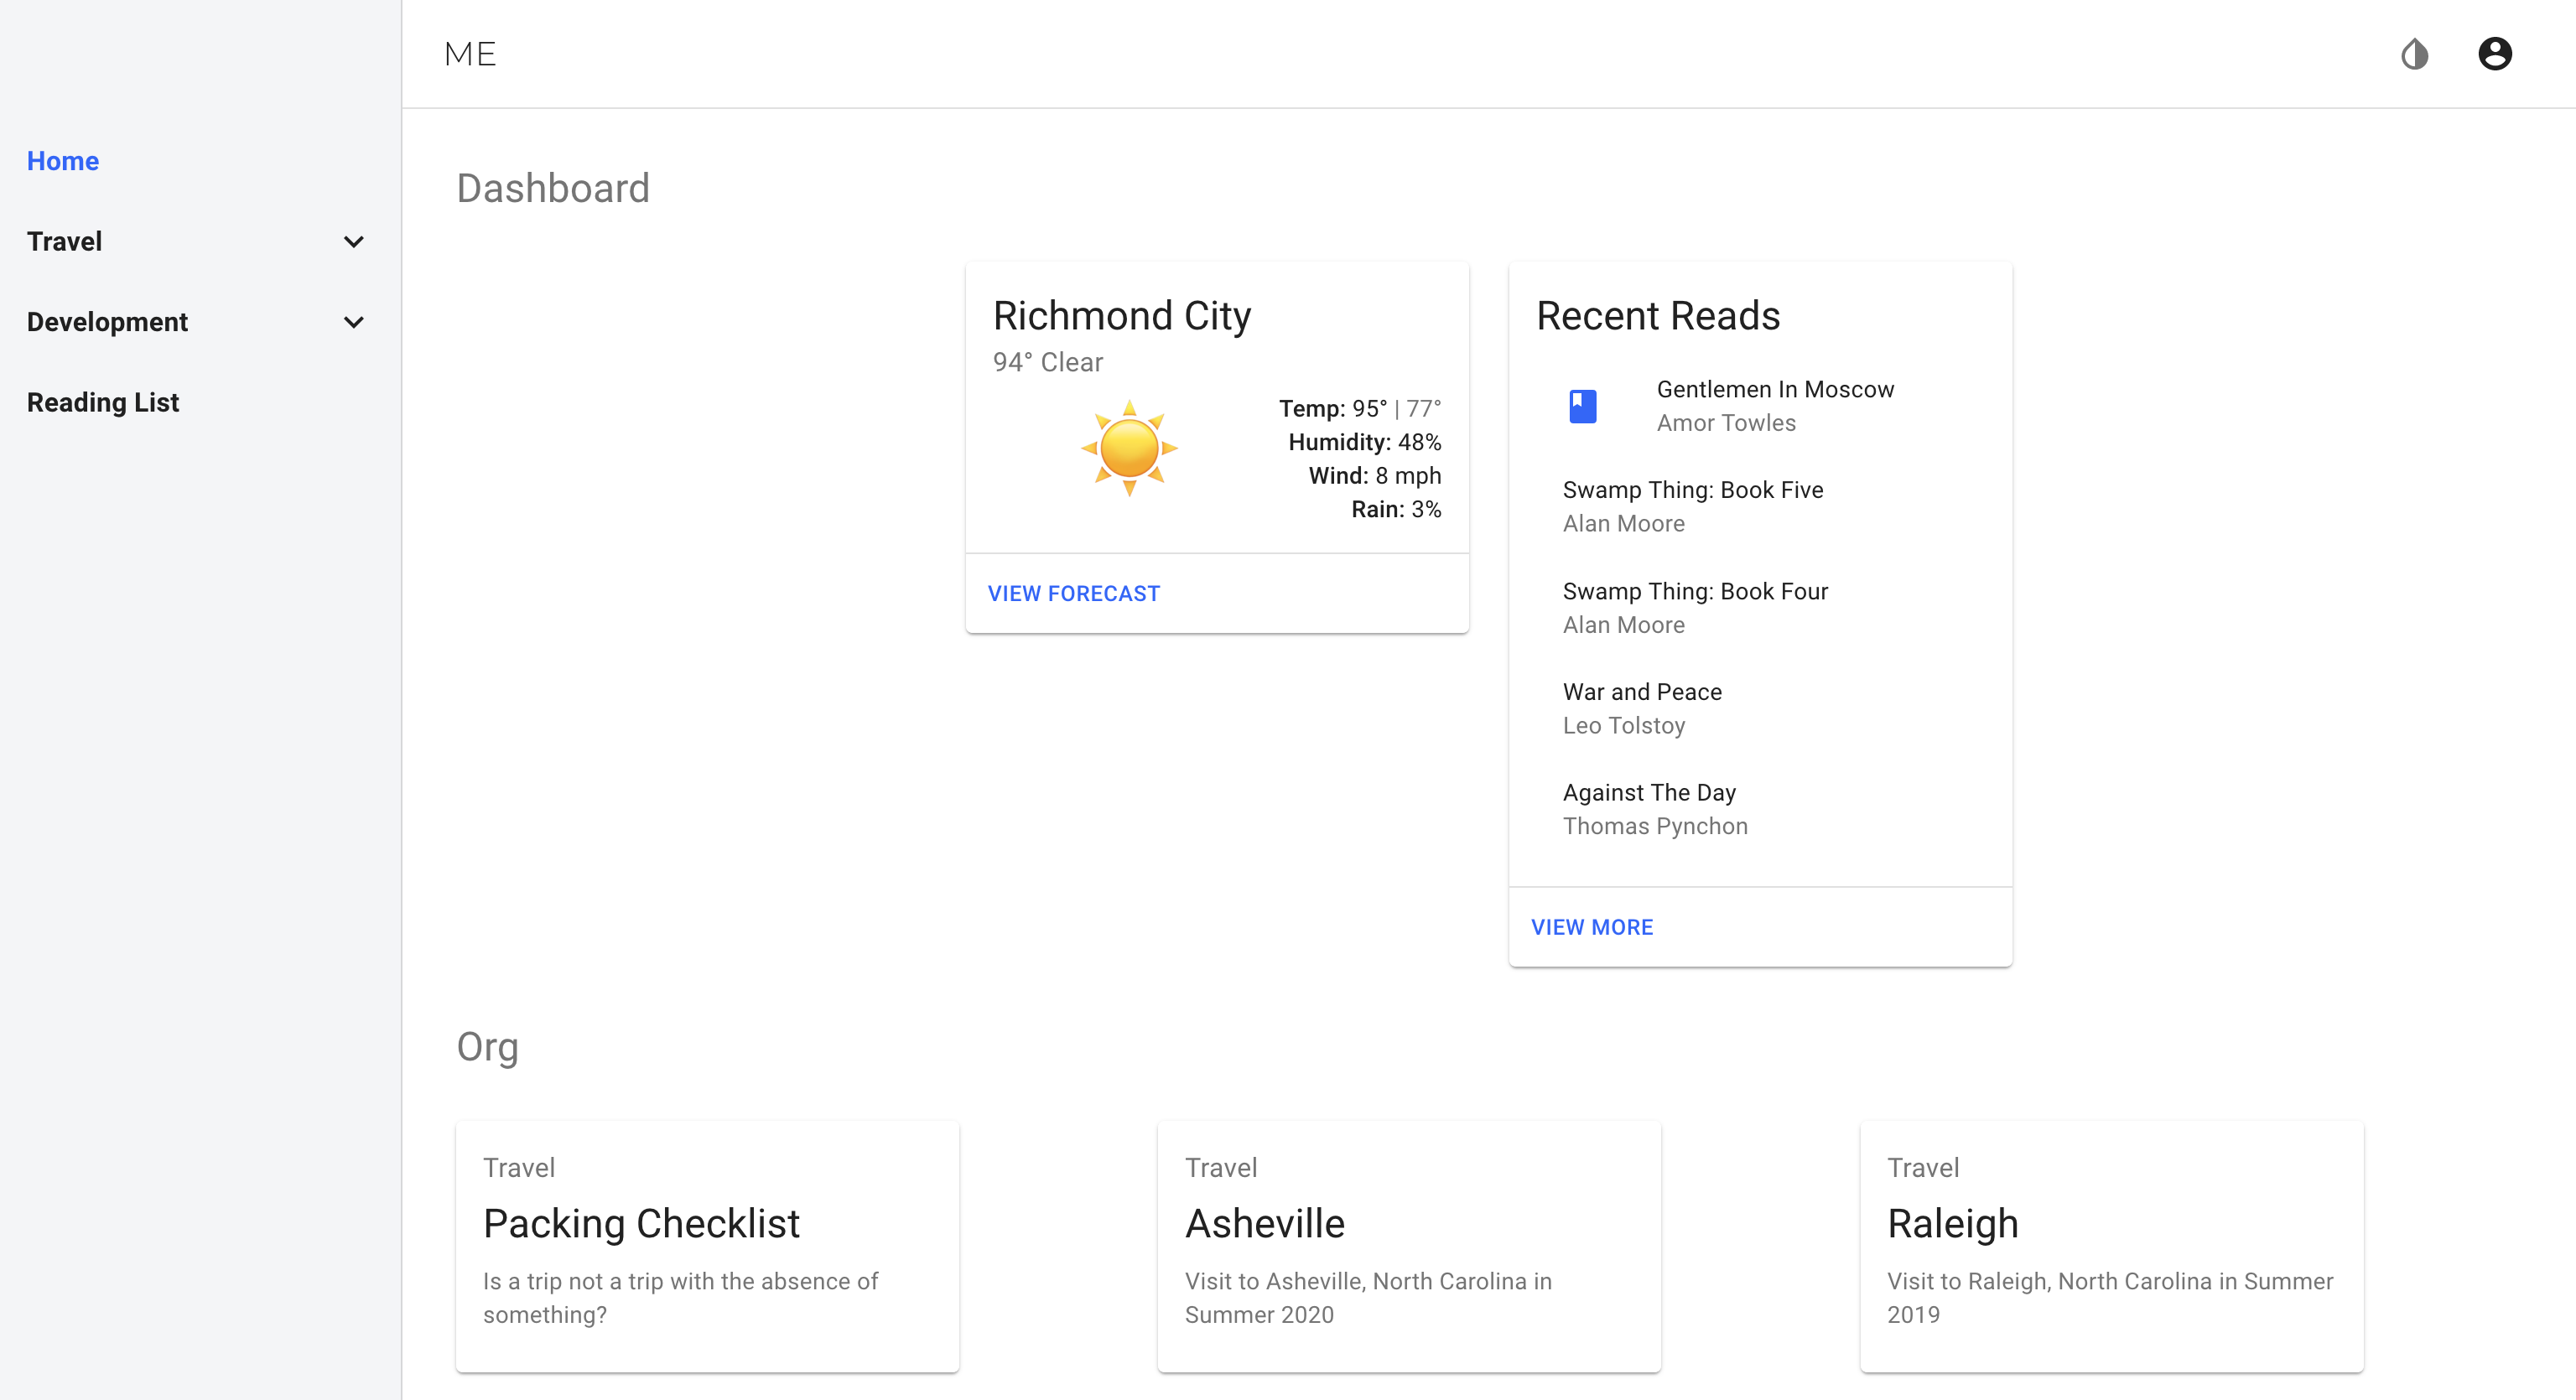 ME
Home
Travel
Development
Reading List
Dashboard
Richmond City
94° Clear
Temp: 95° | 77°
Humidity: 48%
Wind: 8 mph
Rain: 3%
VIEW FORECAST
Recent Reads
Gentlemen In Moscow
Amor Towles
Swamp Thing: Book Five
Alan Moore
Swamp Thing: Book Four
Alan Moore
War and Peace
Leo Tolstoy
Against The Day
Thomas Pynchon
VIEW MORE
Org
Travel
Packing Checklist
Is a trip not a trip with the absence of
something?
Travel
Asheville
Visit to Asheville, North Carolina in
Summer 2020
Travel
Raleigh
Visit to Raleigh, North Carolina in Summer
2019